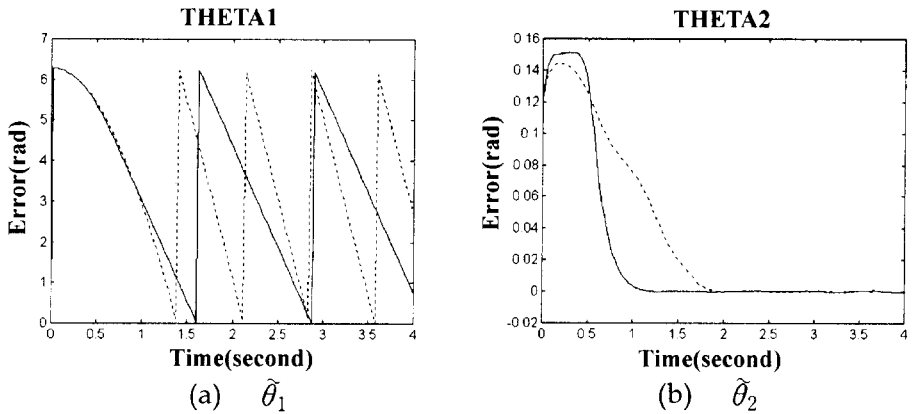 THETA1
7
6
5
4
3
2
1
0
Error(rad)
0 0.5 1 1.5 2 2.5 3 3.5 4
Time(second)
(a) θ̃₁
THETA2
0 16
0.14
0.12
0 1
0 08
0 06
0 04
0 02
0
-0 02
Error(rad)
0 0 5 1 1.5 2 2.5 3 3.5 4
Time(second)
(b) θ̃₂